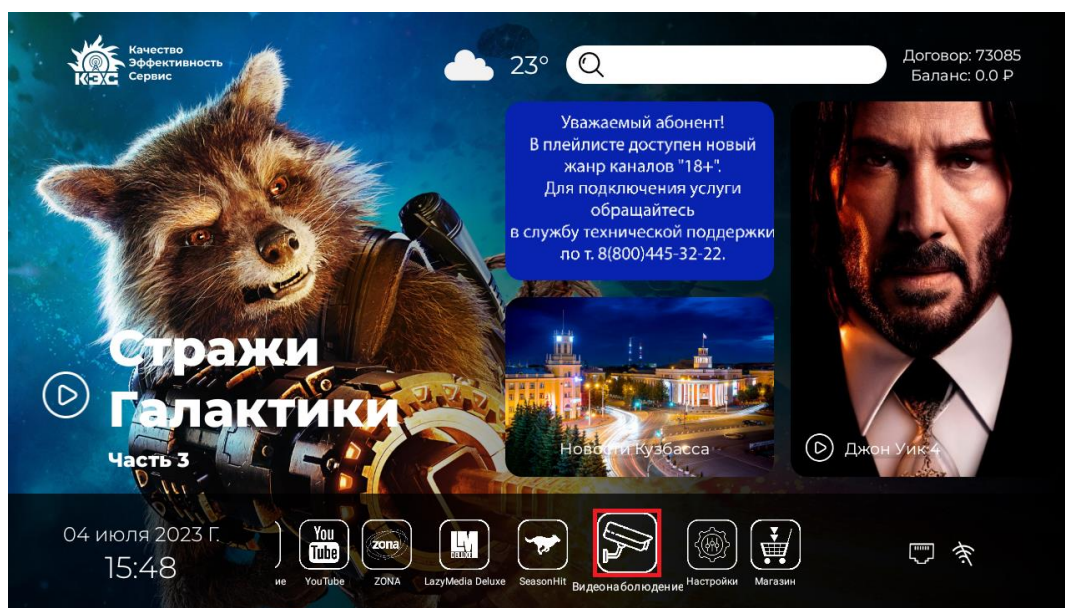 Качество
Эффективность
Сервис
КЭС
23°
Договор: 73085
Баланс: 0.0 ₽
Уважаемый абонент!
В плейлисте доступен новый
жанр каналов "18+".
Для подключения услуги
обращайтесь
в службу технической поддержки
по т. 8(800)445-32-22.
Стражи
Галактики
Часть 3
Новости Кузбасса
Джон Уик 4
04 июля 2023 Г.
15:48
ие
You
Tube
YouTube
zona
ZONA
LM
DELUXE
LazyMedia Deluxe
SeasonHit
Видеонаболюдение
Настройки
Магазин